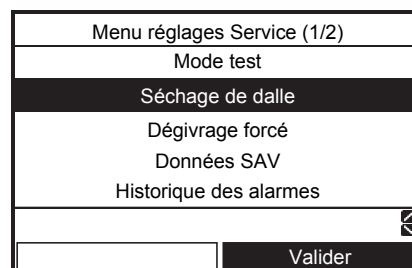 Menu réglages Service (1/2)
Mode test
Séchage de dalle
Dégivrage forcé
Données SAV
Historique des alarmes
Valider